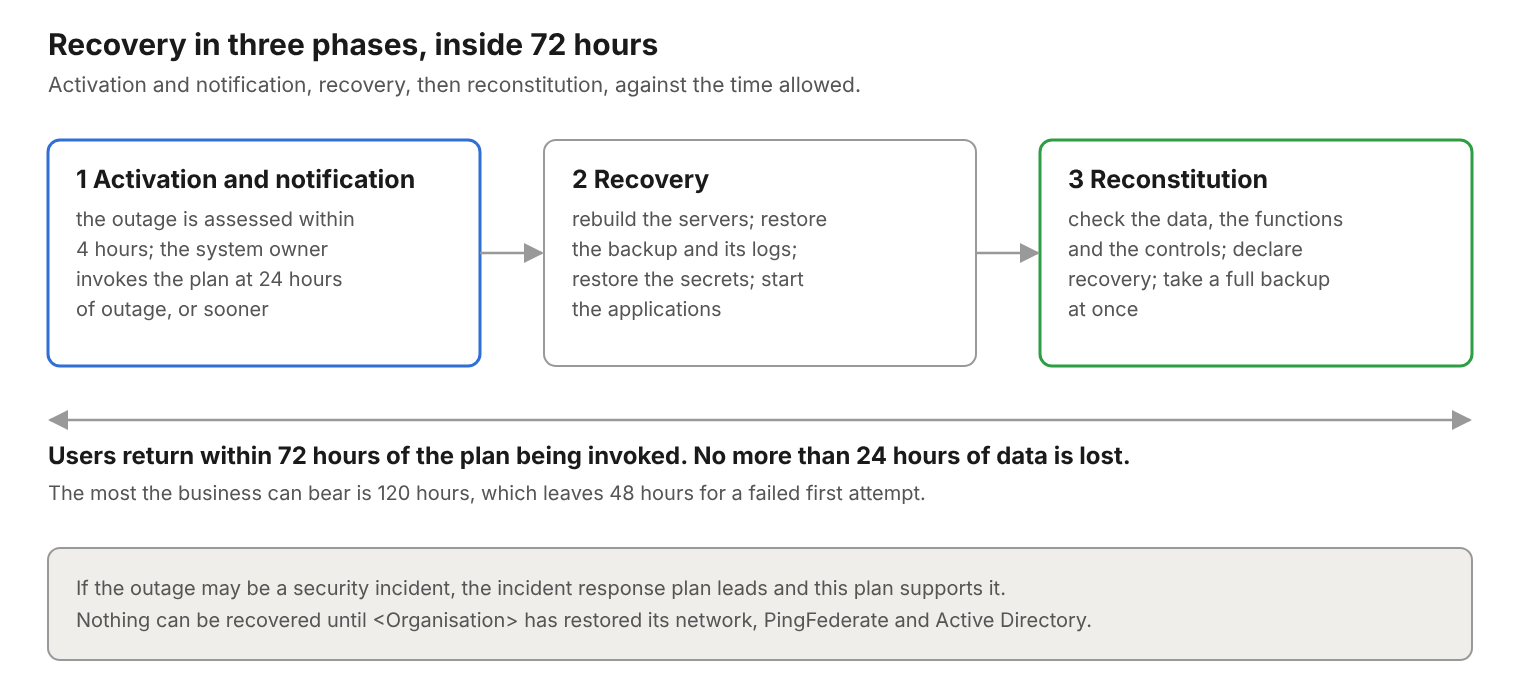 Recovery in three phases, inside 72 hours
Activation and notification, recovery, then reconstitution, against the time allowed.
1 Activation and notification
the outage is assessed within
4 hours; the system owner
invokes the plan at 24 hours
of outage, or sooner
2 Recovery
rebuild the servers; restore
the backup and its logs;
restore the secrets; start
the applications
3 Reconstitution
check the data, the functions
and the controls; declare
recovery; take a full backup
at once
Users return within 72 hours of the plan being invoked. No more than 24 hours of data is lost.
The most the business can bear is 120 hours, which leaves 48 hours for a failed first attempt.
If the outage may be a security incident, the incident response plan leads and this plan supports it.
Nothing can be recovered until <Organisation> has restored its network, PingFederate and Active Directory.